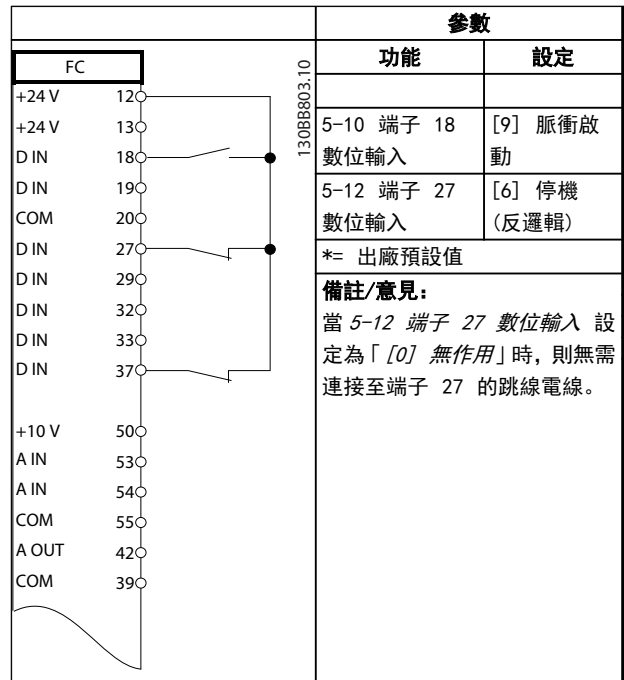 FC
+24 V 12
+24 V 13
D IN 18
D IN 19
COM 20
D IN 27
D IN 29
D IN 32
D IN 33
D IN 37
+10 V 50
A IN 53
A IN 54
COM 55
A OUT 42
COM 39
130BB803.10
參數
功能 設定
5-10 端子 18 [9] 脈衝啟
數位輸入 動
5-12 端子 27 [6] 停機
數位輸入 (反邏輯)
*= 出廠預設值
備註/意見:
當 5-12 端子 27 數位輸入 設
定為「[0] 無作用」時, 則無需
連接至端子 27 的跳線電線。